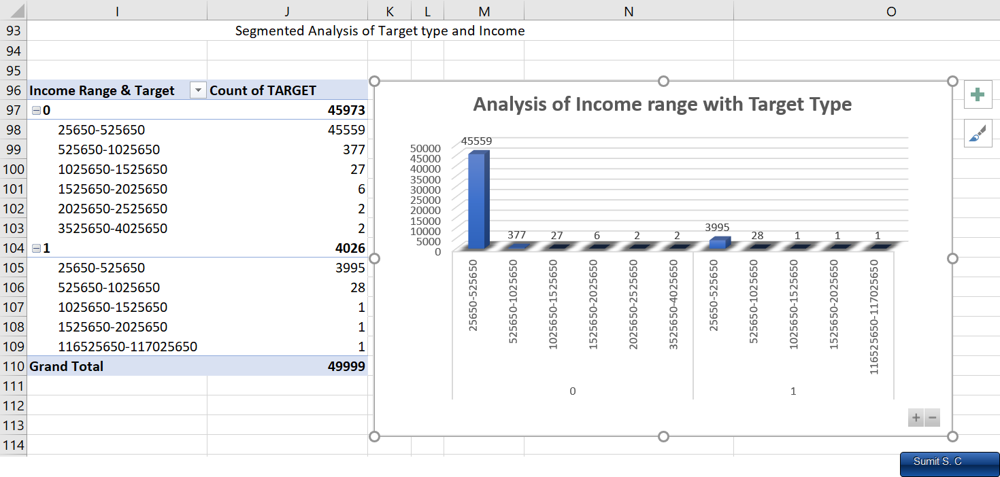 I J K L M N O
93 Segmented Analysis of Target type and Income
94
95
96 Income Range & Target Count of TARGET
97 0 45973
98 25650-525650 45559
99 525650-1025650 377
100 1025650-1525650 27
101 1525650-2025650 6
102 2025650-2525650 2
103 3525650-4025650 2
104 1 4026
105 25650-525650 3995
106 525650-1025650 28
107 1025650-1525650 1
108 1525650-2025650 1
109 116525650-117025650 1
110 Grand Total 49999
111
112
113
114
Analysis of Income range with Target Type
50000
45000
40000
35000
30000
25000
20000
15000
10000
5000
0
45559 377 27 6 2 2 3995 28 1 1 1
25650-525650
525650-1025650
1025650-1525650
1525650-2025650
2025650-2525650
3525650-4025650
25650-525650
525650-1025650
1025650-1525650
1525650-2025650
116525650-117025650
0 1
Sumit S. C